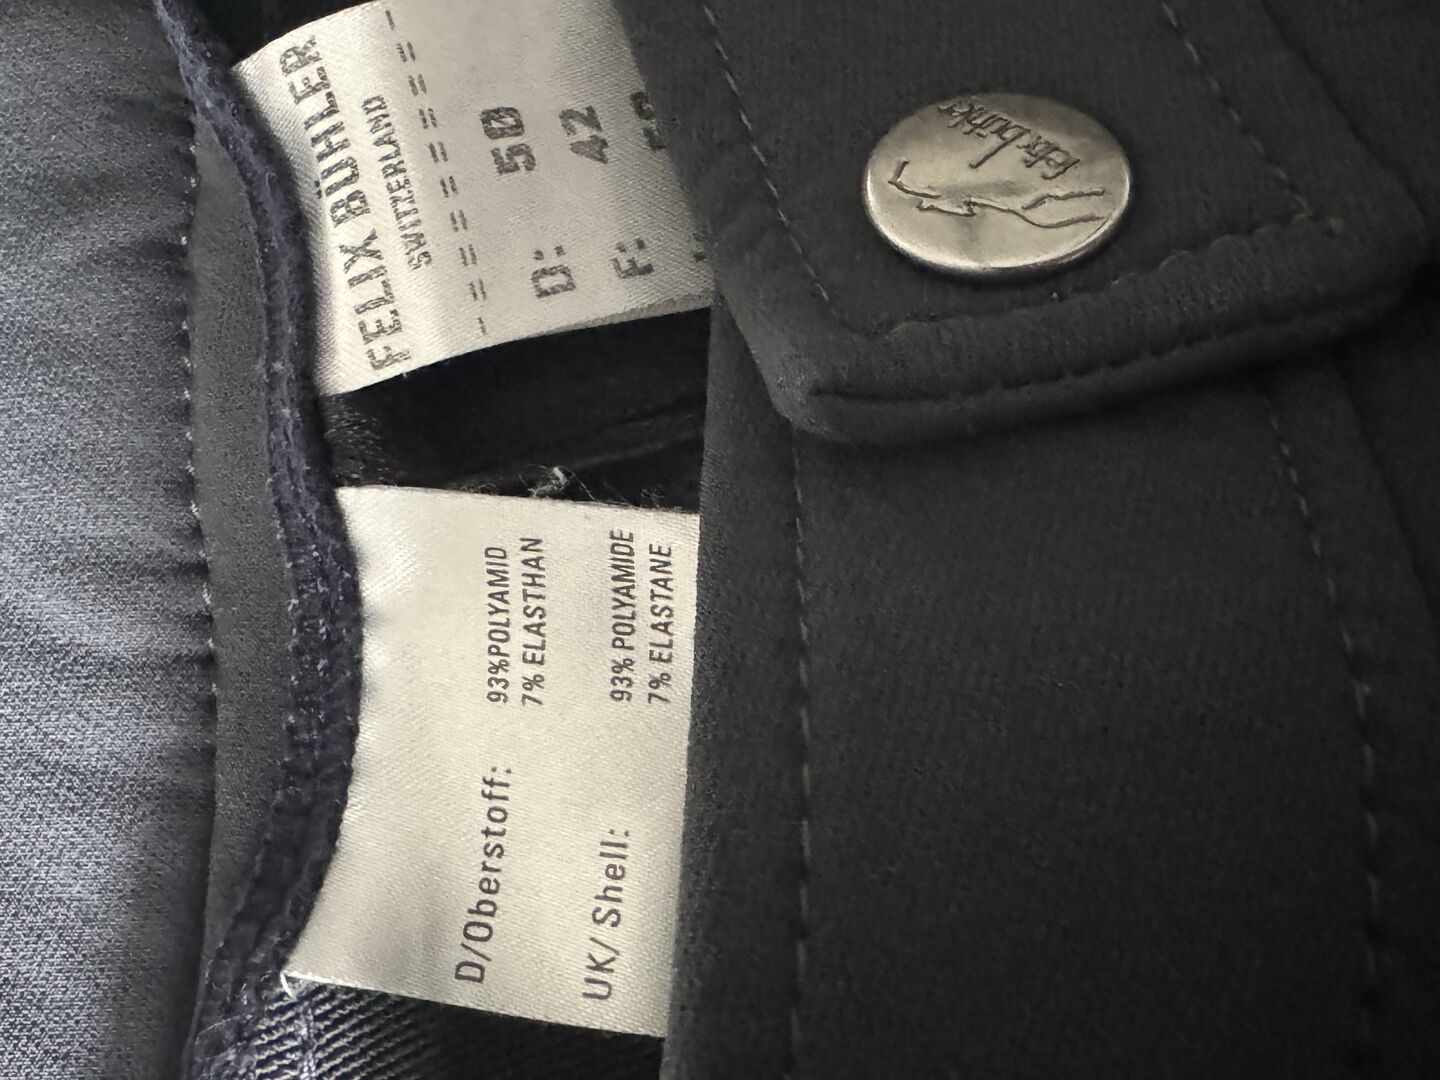 FELIX BÜHLER
SWITZERLAND
-=-=-=-=-=-=-
D: 50
F: 42
D/Oberstoff: 93%POLYAMID
7% ELASTHAN
UK/ Shell: 93% POLYAMIDE
7% ELASTANE
felix bühler